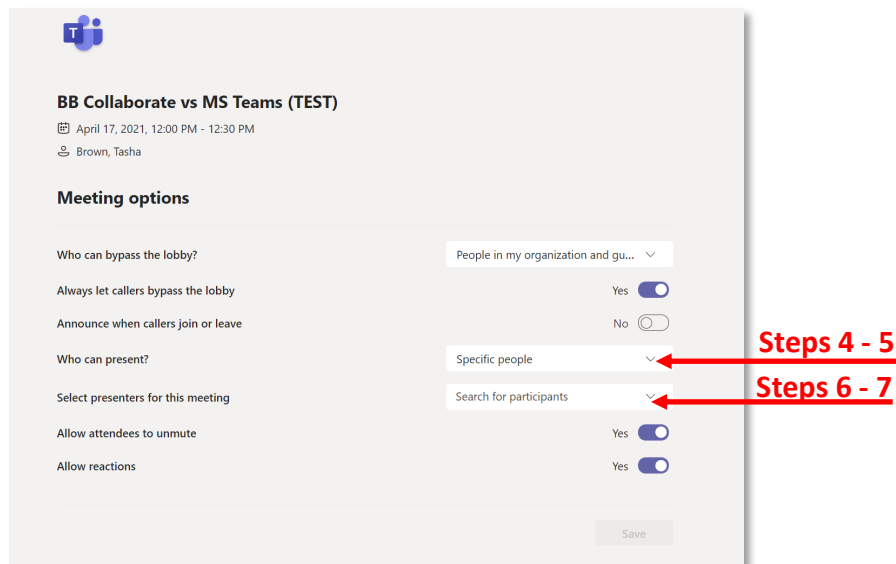 T
BB Collaborate vs MS Teams (TEST)
April 17, 2021, 12:00 PM - 12:30 PM
Brown, Tasha
Meeting options
Who can bypass the lobby? People in my organization and gu...
Always let callers bypass the lobby Yes
Announce when callers join or leave No
Who can present? Specific people
Steps 4 - 5
Select presenters for this meeting Search for participants
Steps 6 - 7
Allow attendees to unmute Yes
Allow reactions Yes
Save